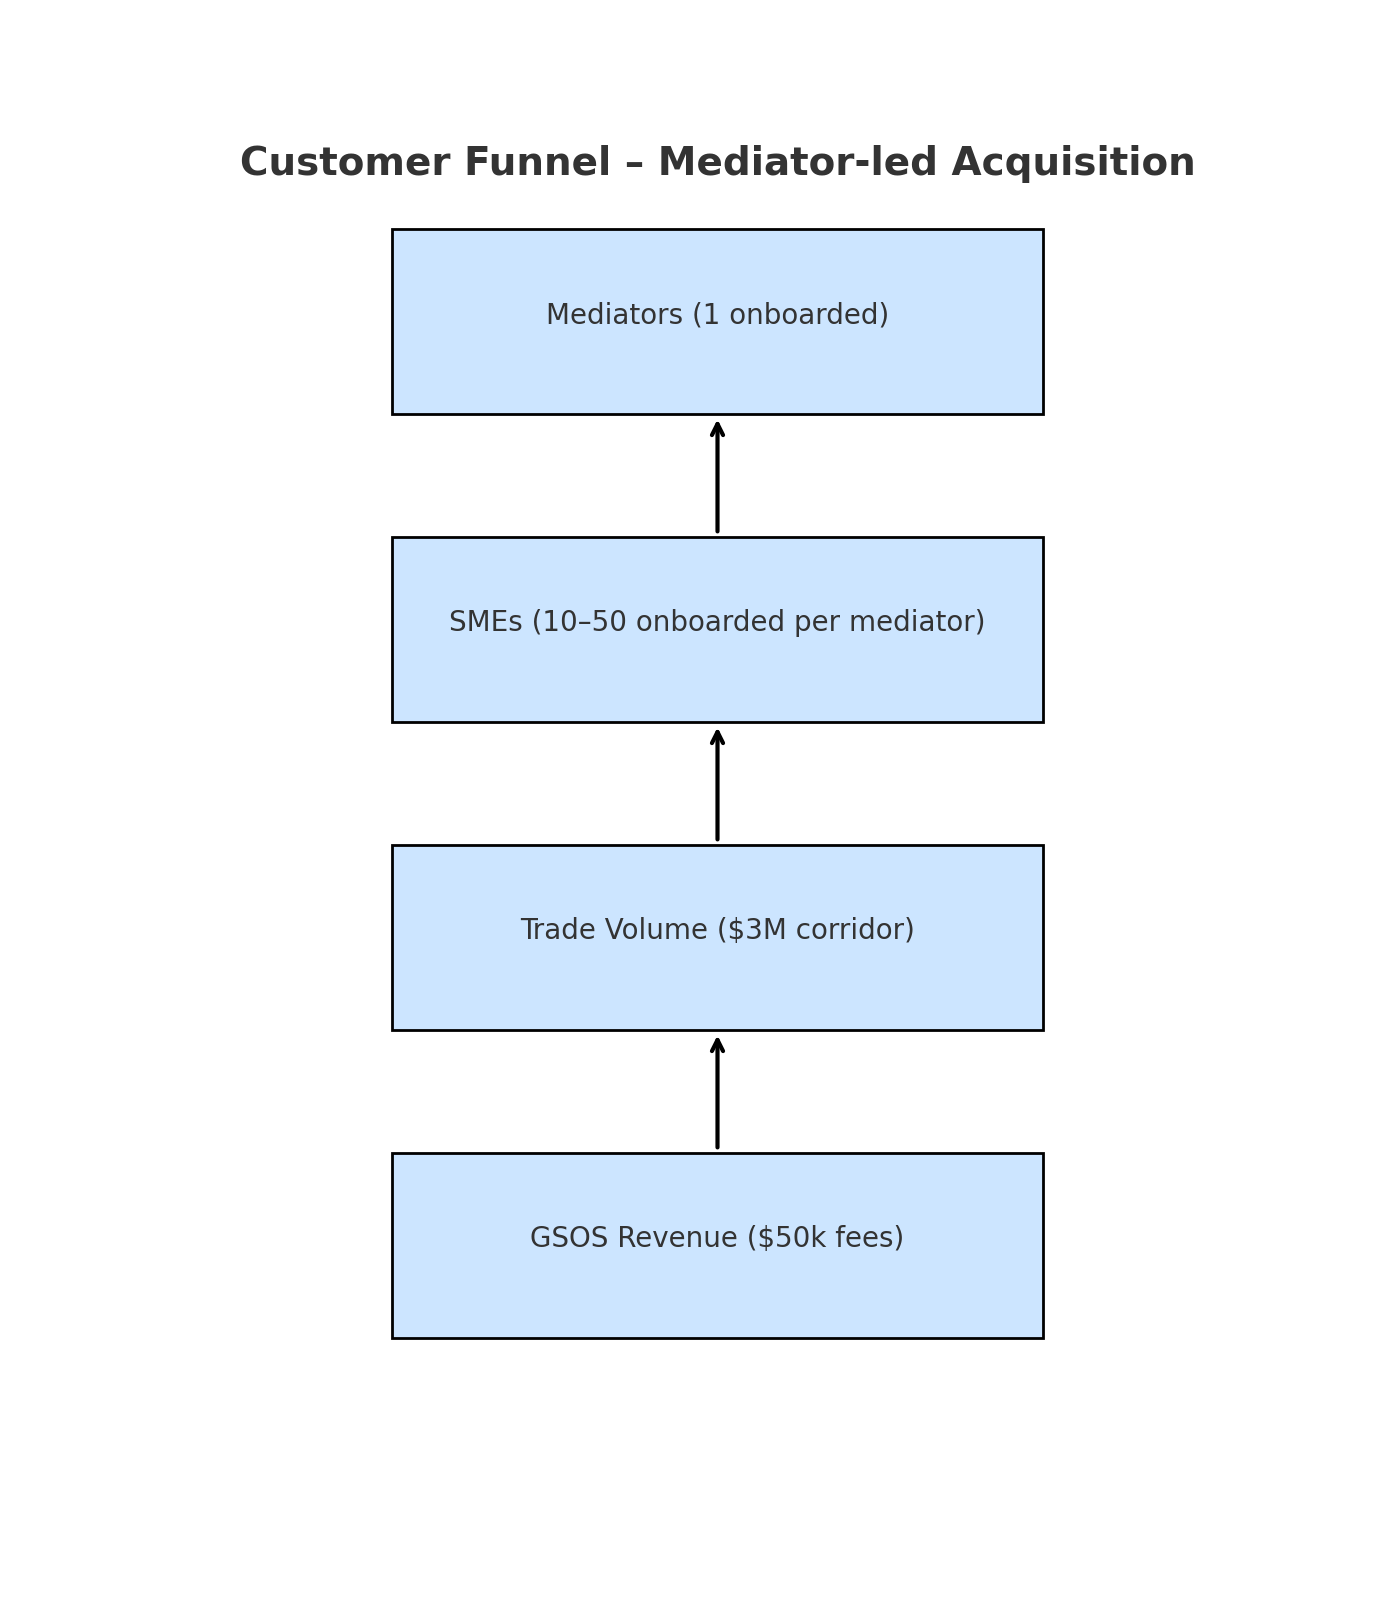 Customer Funnel – Mediator-led Acquisition
Mediators (1 onboarded)
SMEs (10–50 onboarded per mediator)
Trade Volume ($3M corridor)
GSOS Revenue ($50k fees)